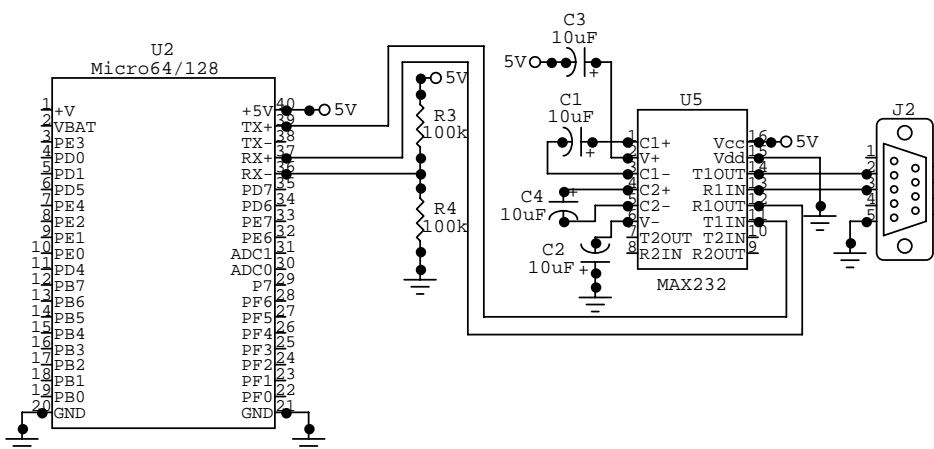 U2
Micro64/128
1 +V
2 VBAT
3 PE3
4 PD0
5 PD1
6 PD5
7 PE4
8 PE2
9 PE1
10 PE0
11 PD4
12 PB7
13 PB6
14 PB5
15 PB4
16 PB3
17 PB2
18 PB1
19 PB0
20 GND
+5V 40
TX+ 39
TX- 38
RX+ 37
RX- 36
PD7 35
PD6 34
PE7 33
PE6 32
ADC1 31
ADC0 30
P7 29
PF6 28
PF5 27
PF4 26
PF3 25
PF2 24
PF1 23
PF0 22
GND 21
5V
5V
R3
100k
R4
100k
C3
10uF
5V
+
C1
10uF
+
C4
10uF
+
C2
10uF
+
U5
1 C1+
2 V+
3 C1-
4 C2+
5 C2-
6 V-
7 T2OUT
8 R2IN
Vcc 16
Vdd 15
T1OUT 14
R1IN 13
R1OUT 12
T1IN 11
T2IN 10
R2OUT 9
MAX232
5V
J2
1
2
3
4
5